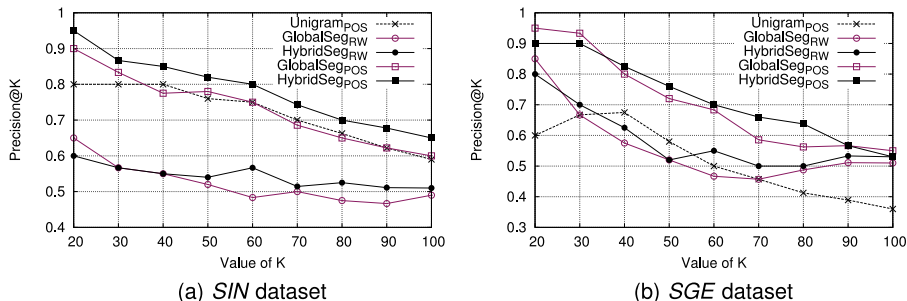 Precision@K
1
0.9
0.8
0.7
0.6
0.5
0.4
Unigram_POS
GlobalSeg_RW
HybridSeg_RW
GlobalSeg_POS
HybridSeg_POS
20 30 40 50 60 70 80 90 100
Value of K
(a) SIN dataset
Precision@K
1
0.9
0.8
0.7
0.6
0.5
0.4
0.3
Unigram_POS
GlobalSeg_RW
HybridSeg_RW
GlobalSeg_POS
HybridSeg_POS
20 30 40 50 60 70 80 90 100
Value of K
(b) SGE dataset